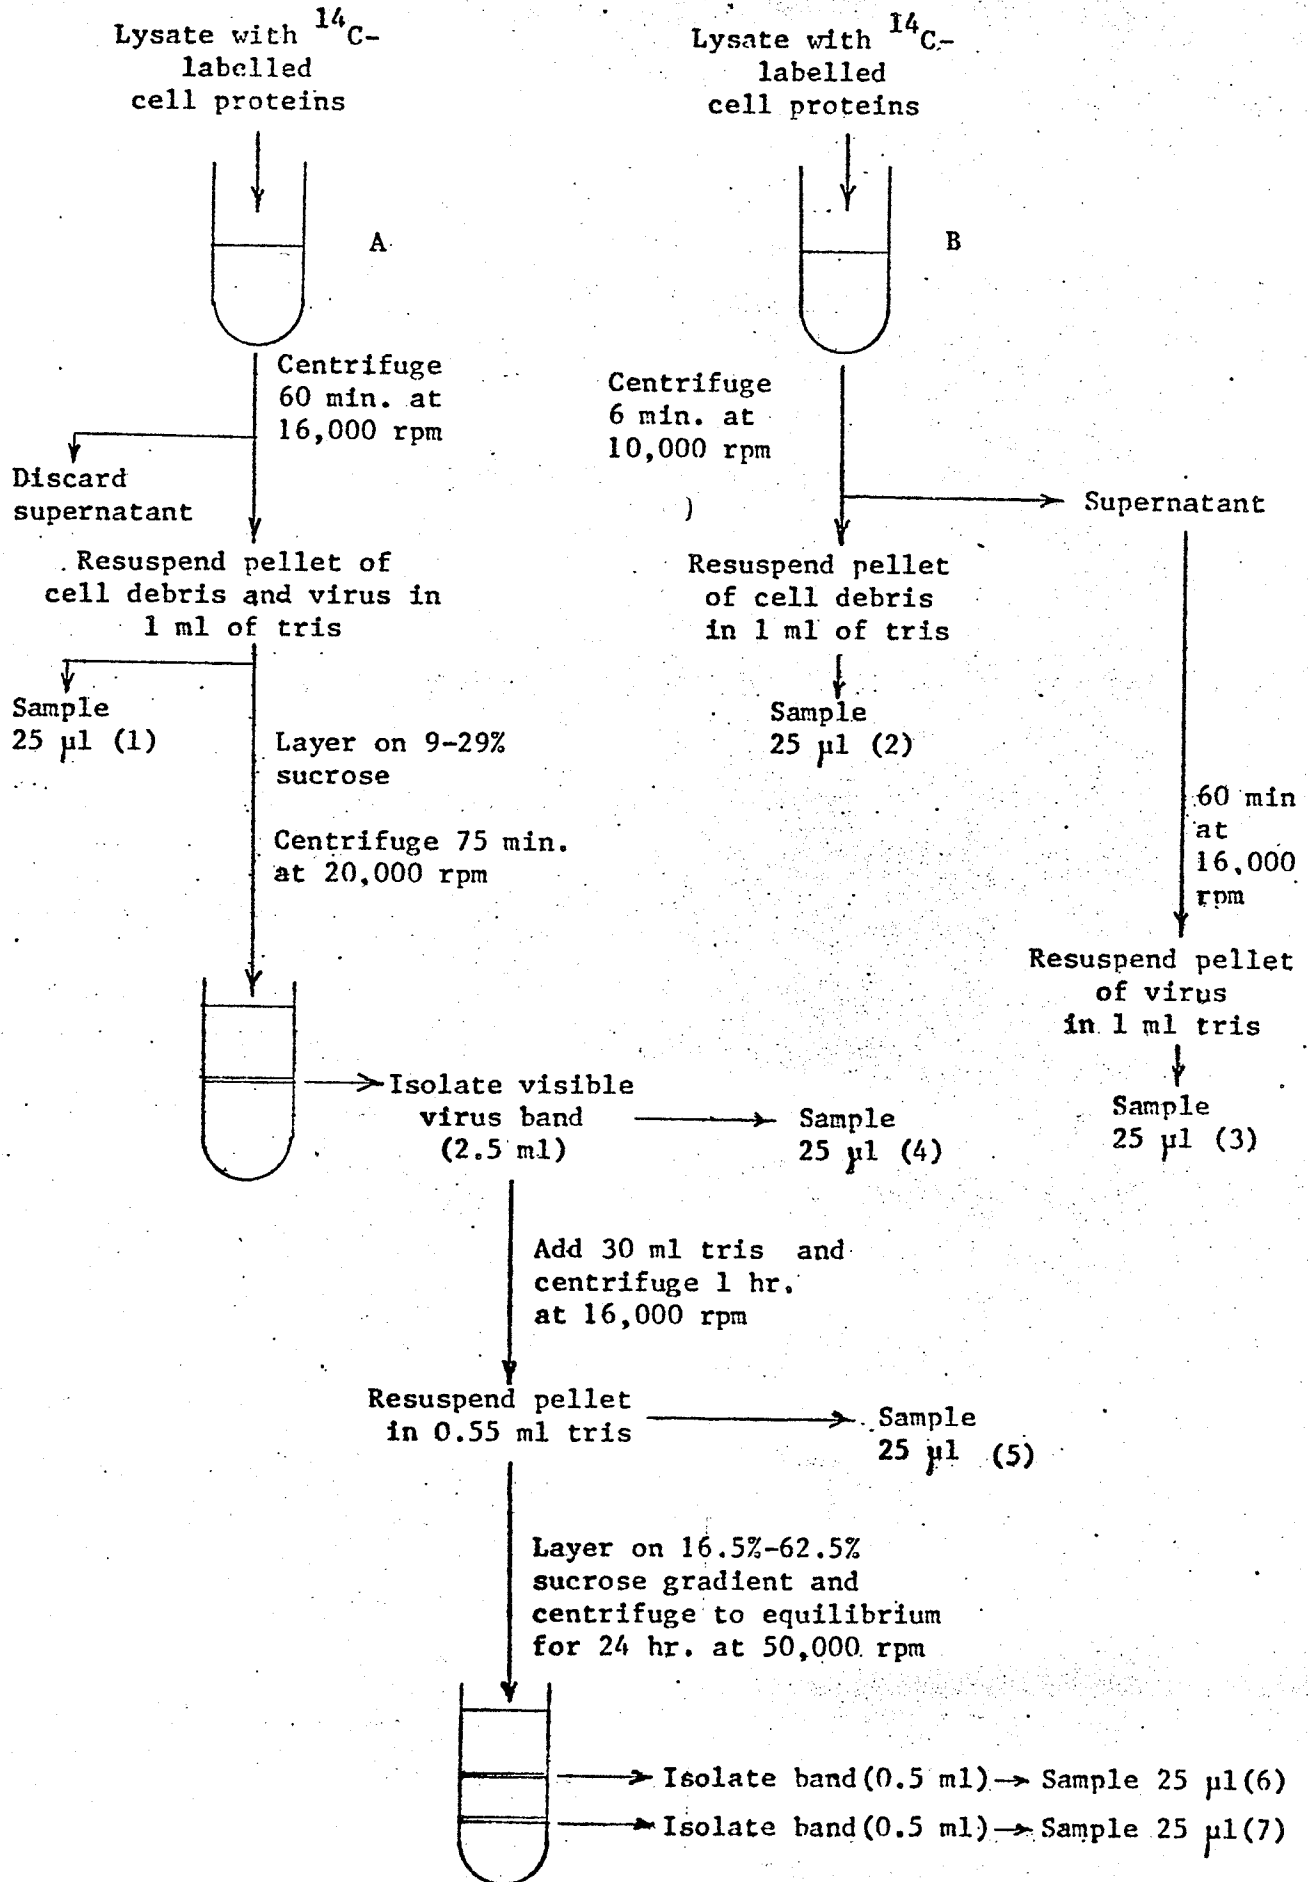 Lysate with 14C-
labelled
cell proteins
A
Centrifuge
60 min. at
16,000 rpm
Discard
supernatant
Resuspend pellet of
cell debris and virus in
1 ml of tris
Sample
25 µl (1)
Layer on 9-29%
sucrose
Centrifuge 75 min.
at 20,000 rpm
Isolate visible
virus band
(2.5 ml)
Sample
25 µl (4)
Add 30 ml tris and
centrifuge 1 hr.
at 16,000 rpm
Resuspend pellet
in 0.55 ml tris
Sample
25 µl (5)
Layer on 16.5%-62.5%
sucrose gradient and
centrifuge to equilibrium
for 24 hr. at 50,000 rpm
Isolate band(0.5 ml) Sample 25 µl(6)
Isolate band(0.5 ml) Sample 25 µl(7)
Lysate with 14C-
labelled
cell proteins
B
Centrifuge
6 min. at
10,000 rpm
)
Supernatant
Resuspend pellet
of cell debris
in 1 ml of tris
Sample
25 µl (2)
60 min
at
16,000
rpm
Resuspend pellet
of virus
in 1 ml tris
Sample
25 µl (3)